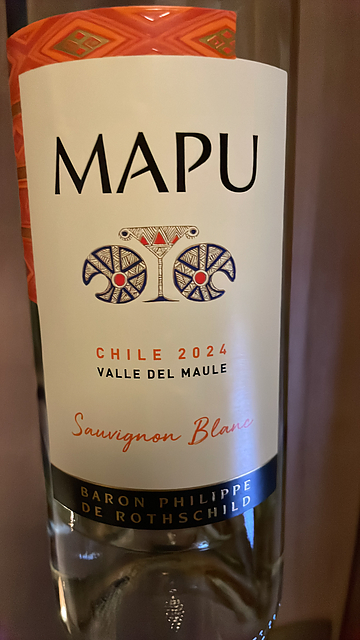 MAPU
CHILE 2024
VALLE DEL MAULE
Sauvignon Blanc
BARON PHILIPPE
DE ROTHSCHILD